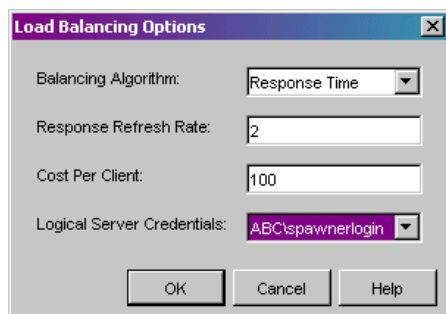 Load Balancing Options
Balancing Algorithm: Response Time
Response Refresh Rate: 2
Cost Per Client: 100
Logical Server Credentials: ABC\spawnerlogin
OK Cancel Help